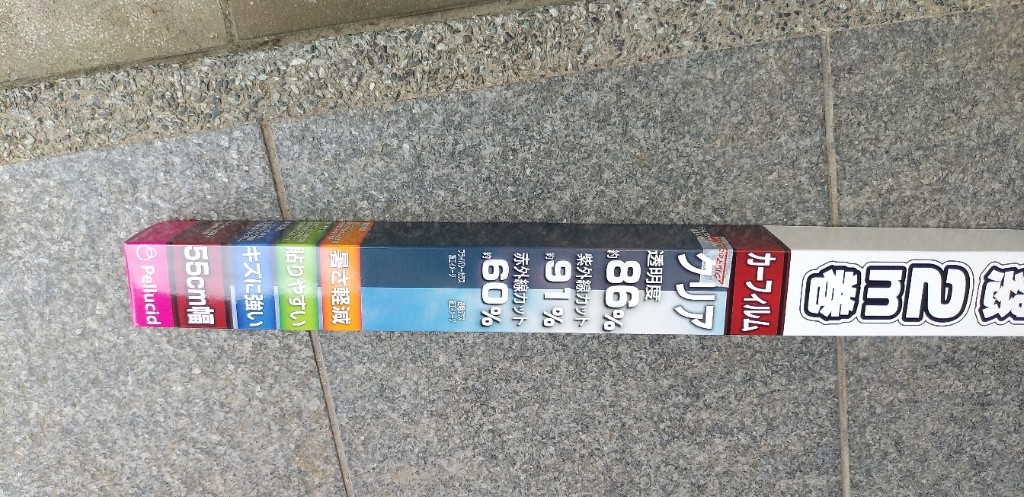 2m巻
カーフィルム
クリア
透明度
約86%
紫外線カット
約91%
赤外線カット
約60%
暑さ軽減
貼りやすい
キズに強い
55cm幅
Pellucid